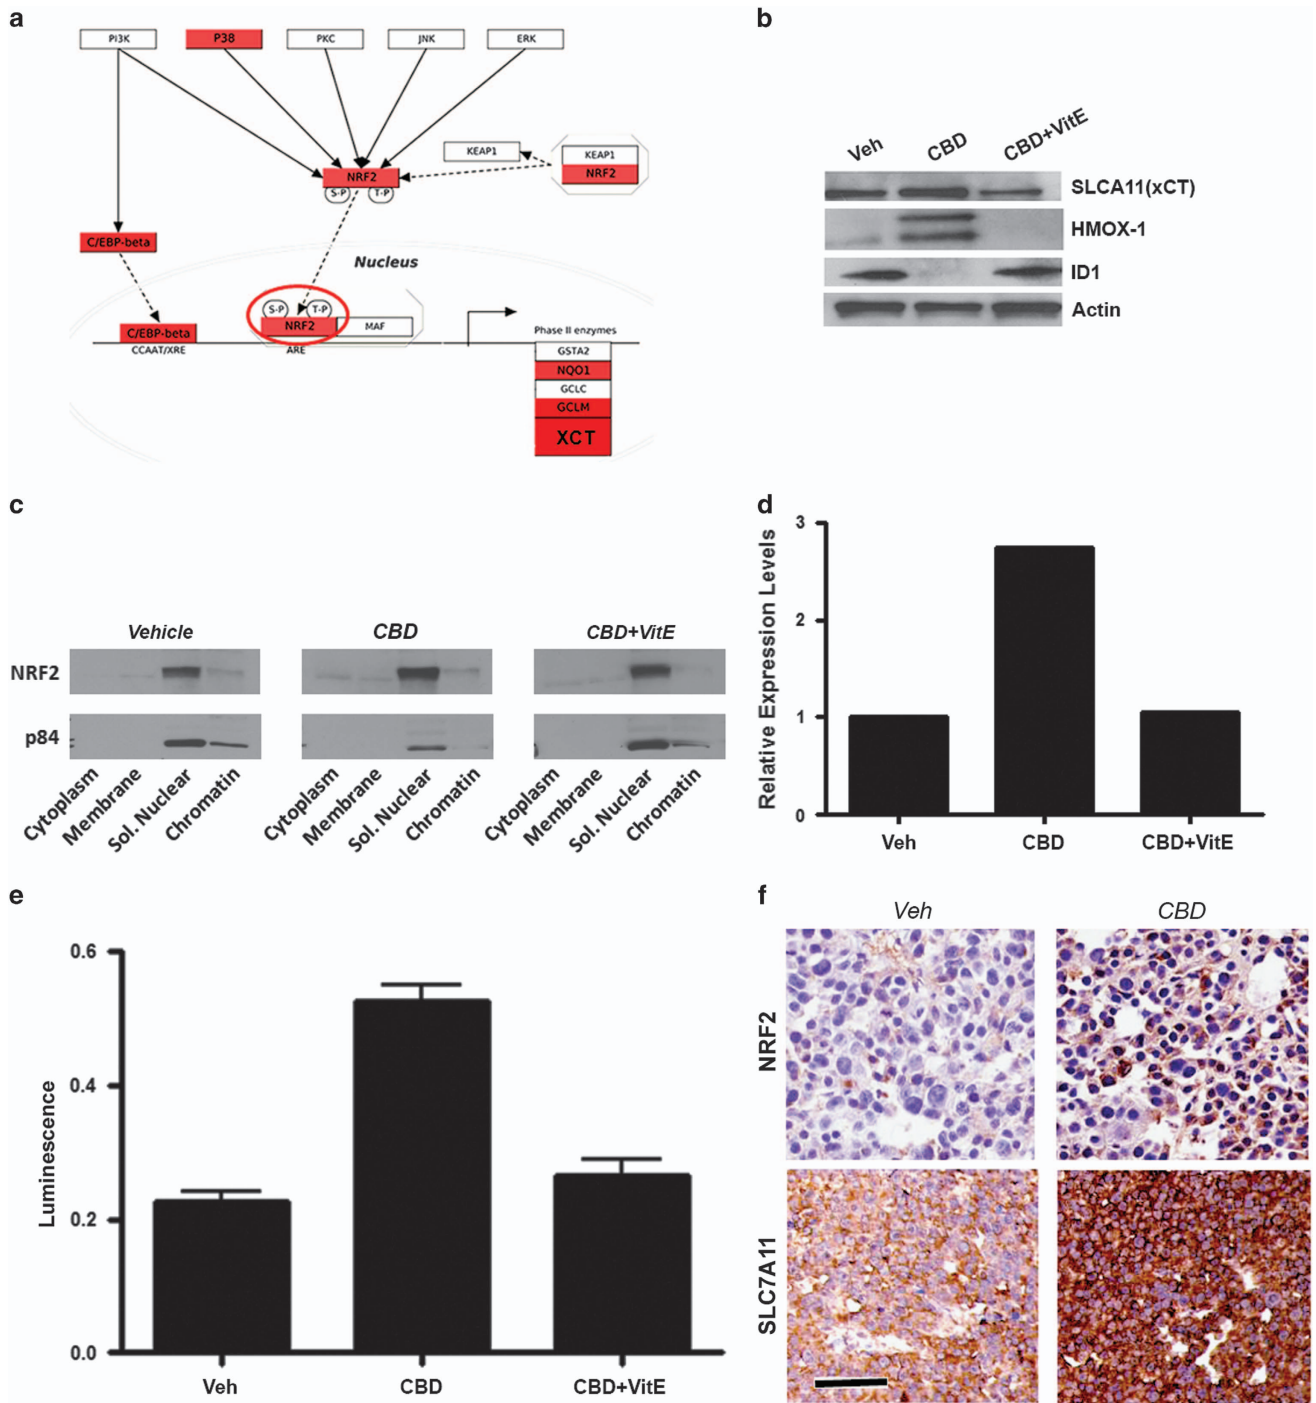 a
PI3K
P38
PKC
JNK
ERK
KEAP1
KEAP1
NRF2
NRF2
S-P
T-P
C/EBP-beta
Nucleus
S-P
T-P
C/EBP-beta
NRF2
MAF
CCAAT/XRE
ARE
Phase II enzymes
GSTA2
NQO1
GCLC
GCLM
XCT
b
Veh
CBD
CBD+VitE
SLCA11(xCT)
HMOX-1
ID1
Actin
c
Vehicle
CBD
CBD+VitE
NRF2
p84
Cytoplasm
Membrane
Sol. Nuclear
Chromatin
Cytoplasm
Membrane
Sol. Nuclear
Chromatin
Cytoplasm
Membrane
Sol. Nuclear
Chromatin
d
Relative Expression Levels
3
2
1
0
Veh
CBD
CBD+VitE
e
Luminescence
0.6
0.4
0.2
0.0
Veh
CBD
CBD+VitE
f
Veh
CBD
NRF2
SLC7A11